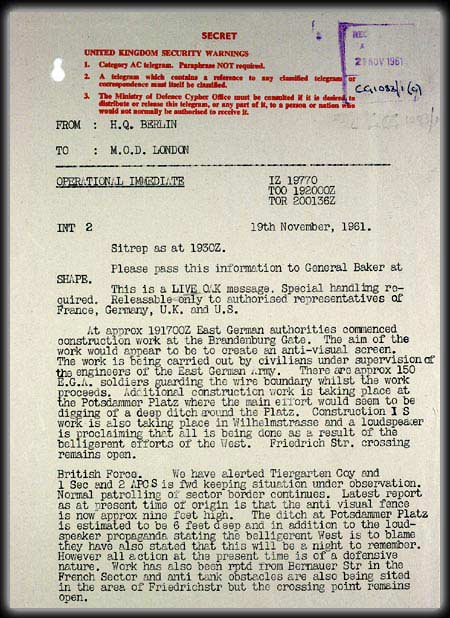 SECRET
UNITED KINGDOM SECURITY WARNINGS
1. Category AC telegram. Paraphrase NOT required.
2. A telegram which contains a reference to any classified telegram or
correspondence must itself be classified.
3. The Ministry of Defence Cypher Office must be consulted if it is desired to
distribute or release this telegram, or any part of it, to a person or nation who
would not normally be authorised to receive it.
REC
A
21 NOV 1961
FROM : H.Q. BERLIN
TO : M.O.D. LONDON
OPERATIONAL IMMEDIATE
IZ 19770
TOO 192000Z
TOR 200136Z
INT 2 19th November, 1961.
Sitrep as at 1930Z.
Please pass this information to General Baker at
SHAPE.
This is a LIVE OAK message. Special handling re-
quired. Releasable only to authorised representatives of
France, Germany, U.K. and U.S.
At approx 191700Z East German authorities commenced
construction work at the Brandenburg Gate. The aim of the
work would appear to be to create an anti-visual screen.
The work is being carried out by civilians under supervision of
the engineers of the East German Army. There are approx 150
E.G.A. soldiers guarding the wire boundary whilst the work
proceeds. Additional construction work is taking place at
the Potsdammer Platz where the main effort would seem to be
digging of a deep ditch around the Platz. Construction I S
work is also taking place in Wilhelmstrasse and a loudspeaker
is proclaiming that all is being done as a result of the
belligerent efforts of the West. Friedrich Str. crossing
remains open.
British Force. We have alerted Tiergarten Coy and
1 Sec and 2 APC S is fwd keeping situation under observation.
Normal patrolling of sector border continues. Latest report
as at present time of origin is that the anti visual fence
is now approx nine feet high. The ditch at Potsdammer Platz
is estimated to be 6 feet deep and in addition to the loud-
speaker propaganda stating the belligerent West is to blame
they have also stated that this will be a night to remember.
However all action at the present time is of a defensive
nature. Work has also been rptd from Bernauer Str in the
French Sector and anti tank obstacles are also being sited
in the area of Friedrichstr but the crossing point remains
open.